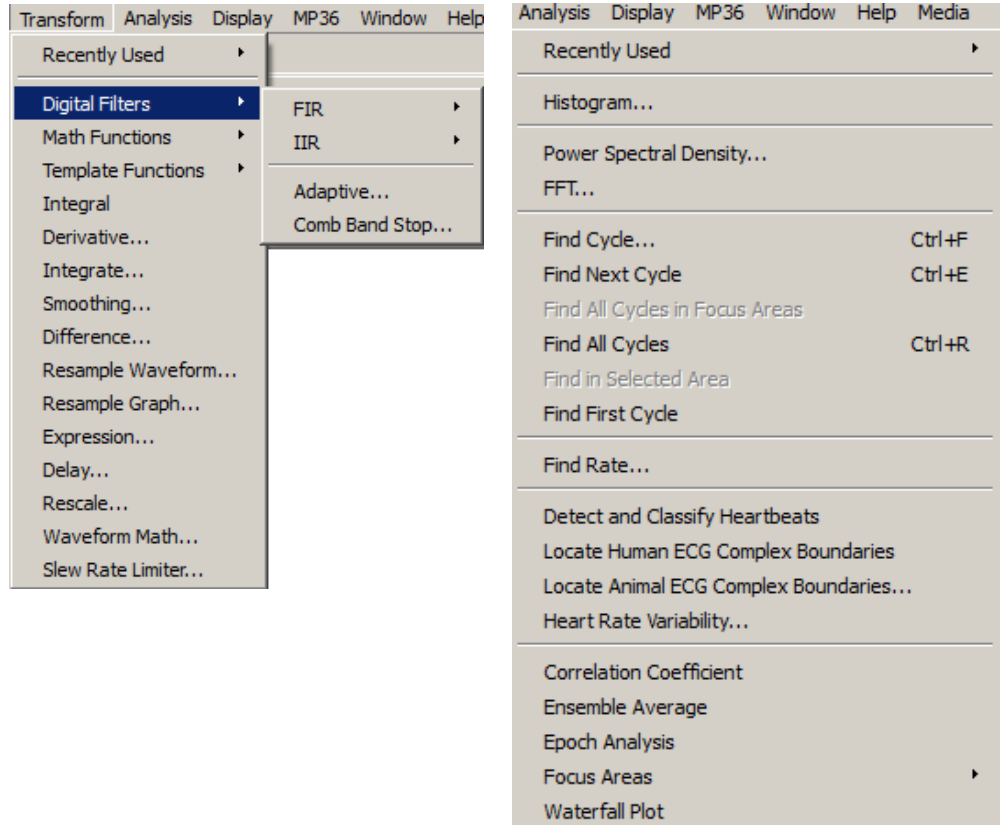 Transform Analysis Display MP36 Window Help
Recently Used
Digital Filters
Math Functions
Template Functions
Integral
Derivative...
Integrate...
Smoothing...
Difference...
Resample Waveform...
Resample Graph...
Expression...
Delay...
Rescale...
Waveform Math...
Slew Rate Limiter...
FIR
IIR
Adaptive...
Comb Band Stop...
Analysis Display MP36 Window Help Media
Recently Used
Histogram...
Power Spectral Density...
FFT...
Find Cycle... Ctrl+F
Find Next Cycle Ctrl+E
Find All Cycles in Focus Areas
Find All Cycles Ctrl+R
Find in Selected Area
Find First Cycle
Find Rate...
Detect and Classify Heartbeats
Locate Human ECG Complex Boundaries
Locate Animal ECG Complex Boundaries...
Heart Rate Variability...
Correlation Coefficient
Ensemble Average
Epoch Analysis
Focus Areas
Waterfall Plot